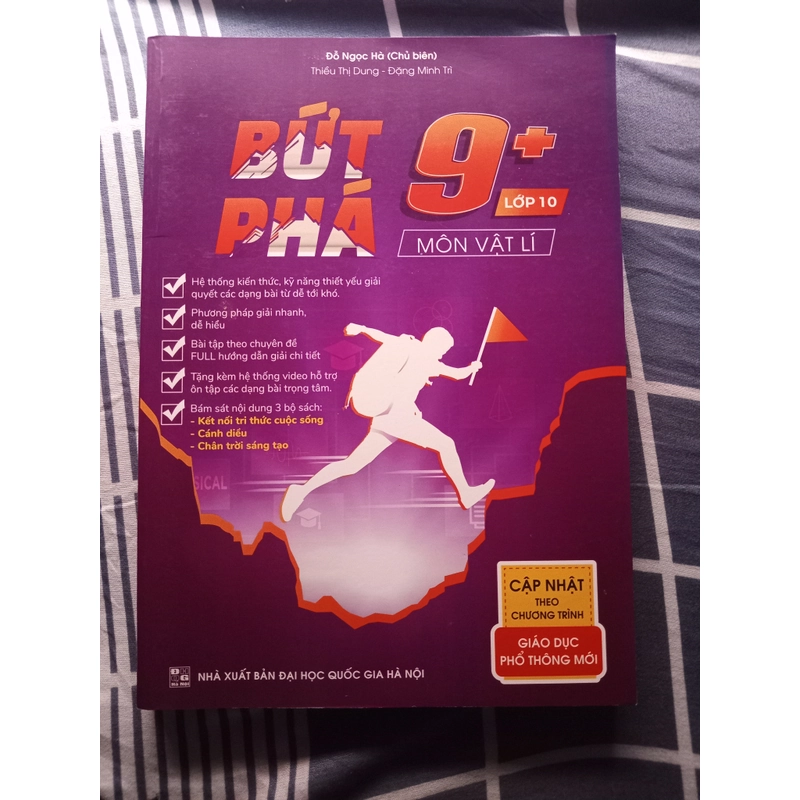 Đỗ Ngọc Hà (Chủ biên)
Thiều Thị Dung - Đặng Minh Trí
BỨT
PHÁ
9+
LỚP 10
MÔN VẬT LÍ
Hệ thống kiến thức, kỹ năng thiết yếu giải
quyết các dạng bài từ dễ tới khó.
Phương pháp giải nhanh,
dễ hiểu
Bài tập theo chuyên đề
FULL hướng dẫn giải chi tiết
Tặng kèm hệ thống video hỗ trợ
ôn tập các dạng bài trọng tâm.
Bám sát nội dung 3 bộ sách:
- Kết nối tri thức cuộc sống
- Cánh diều
- Chân trời sáng tạo
SICAL
CẬP NHẬT
THEO
CHƯƠNG TRÌNH
GIÁO DỤC
PHỔ THÔNG MỚI
NHÀ XUẤT BẢN ĐẠI HỌC QUỐC GIA HÀ NỘI